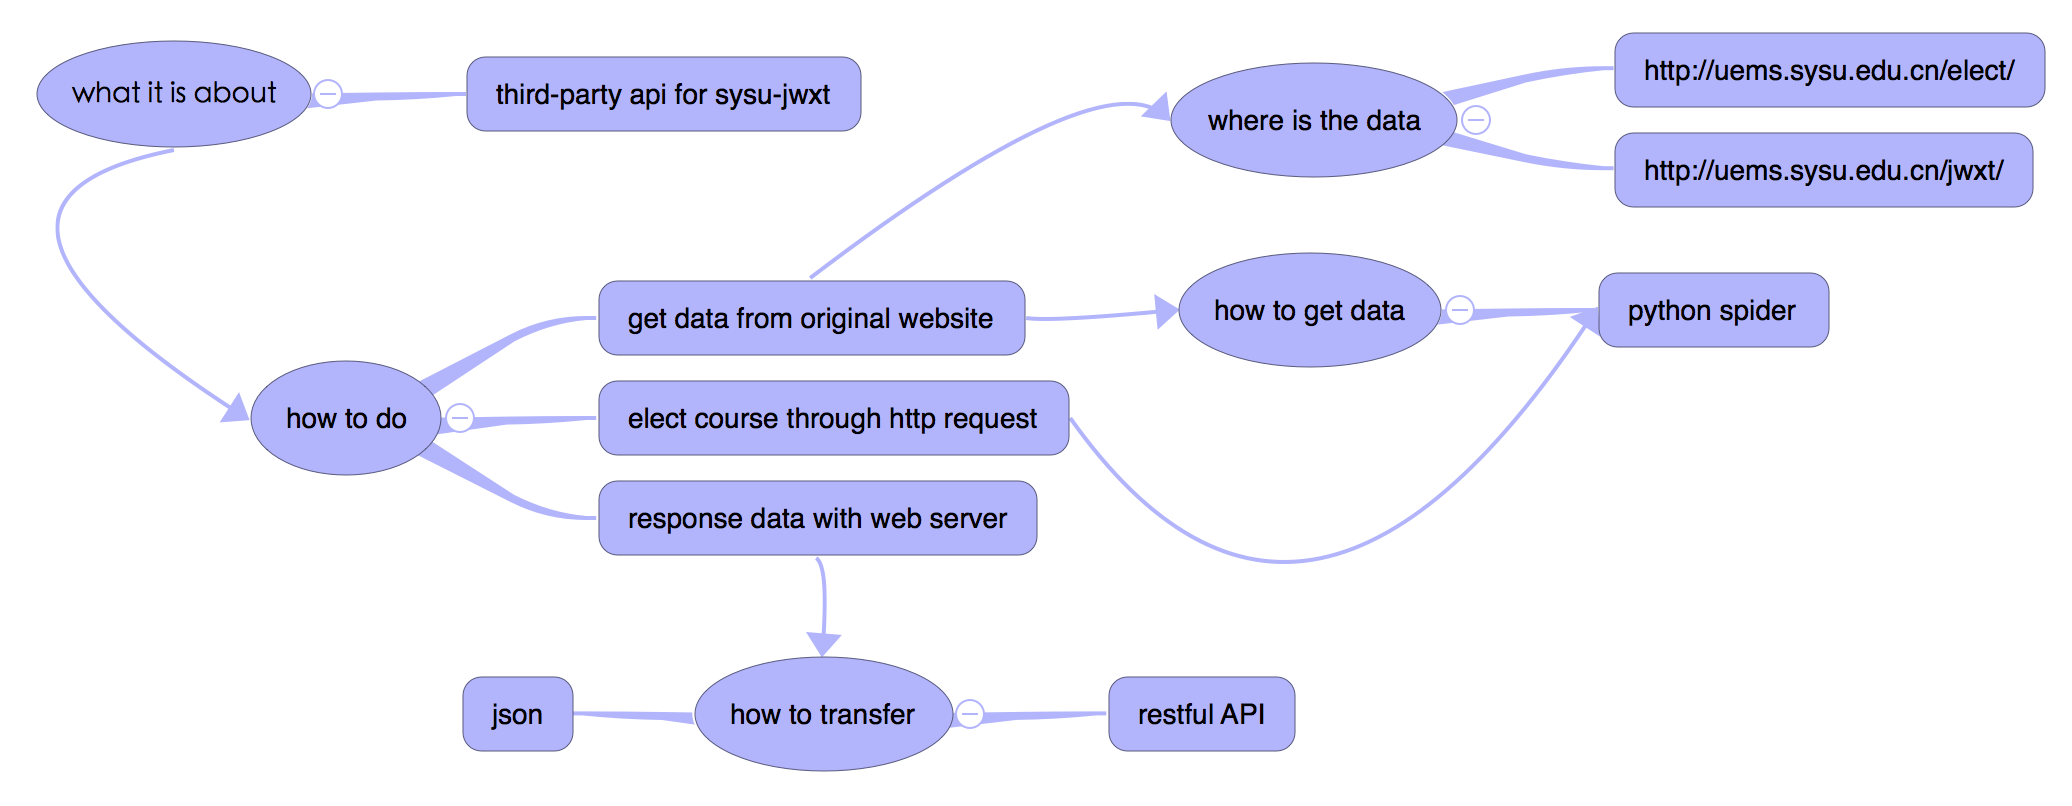 what it is about
third-party api for sysu-jwxt
where is the data
http://uems.sysu.edu.cn/elect/
http://uems.sysu.edu.cn/jwxt/
get data from original website
how to get data
python spider
how to do
elect course through http request
response data with web server
json
how to transfer
restful API